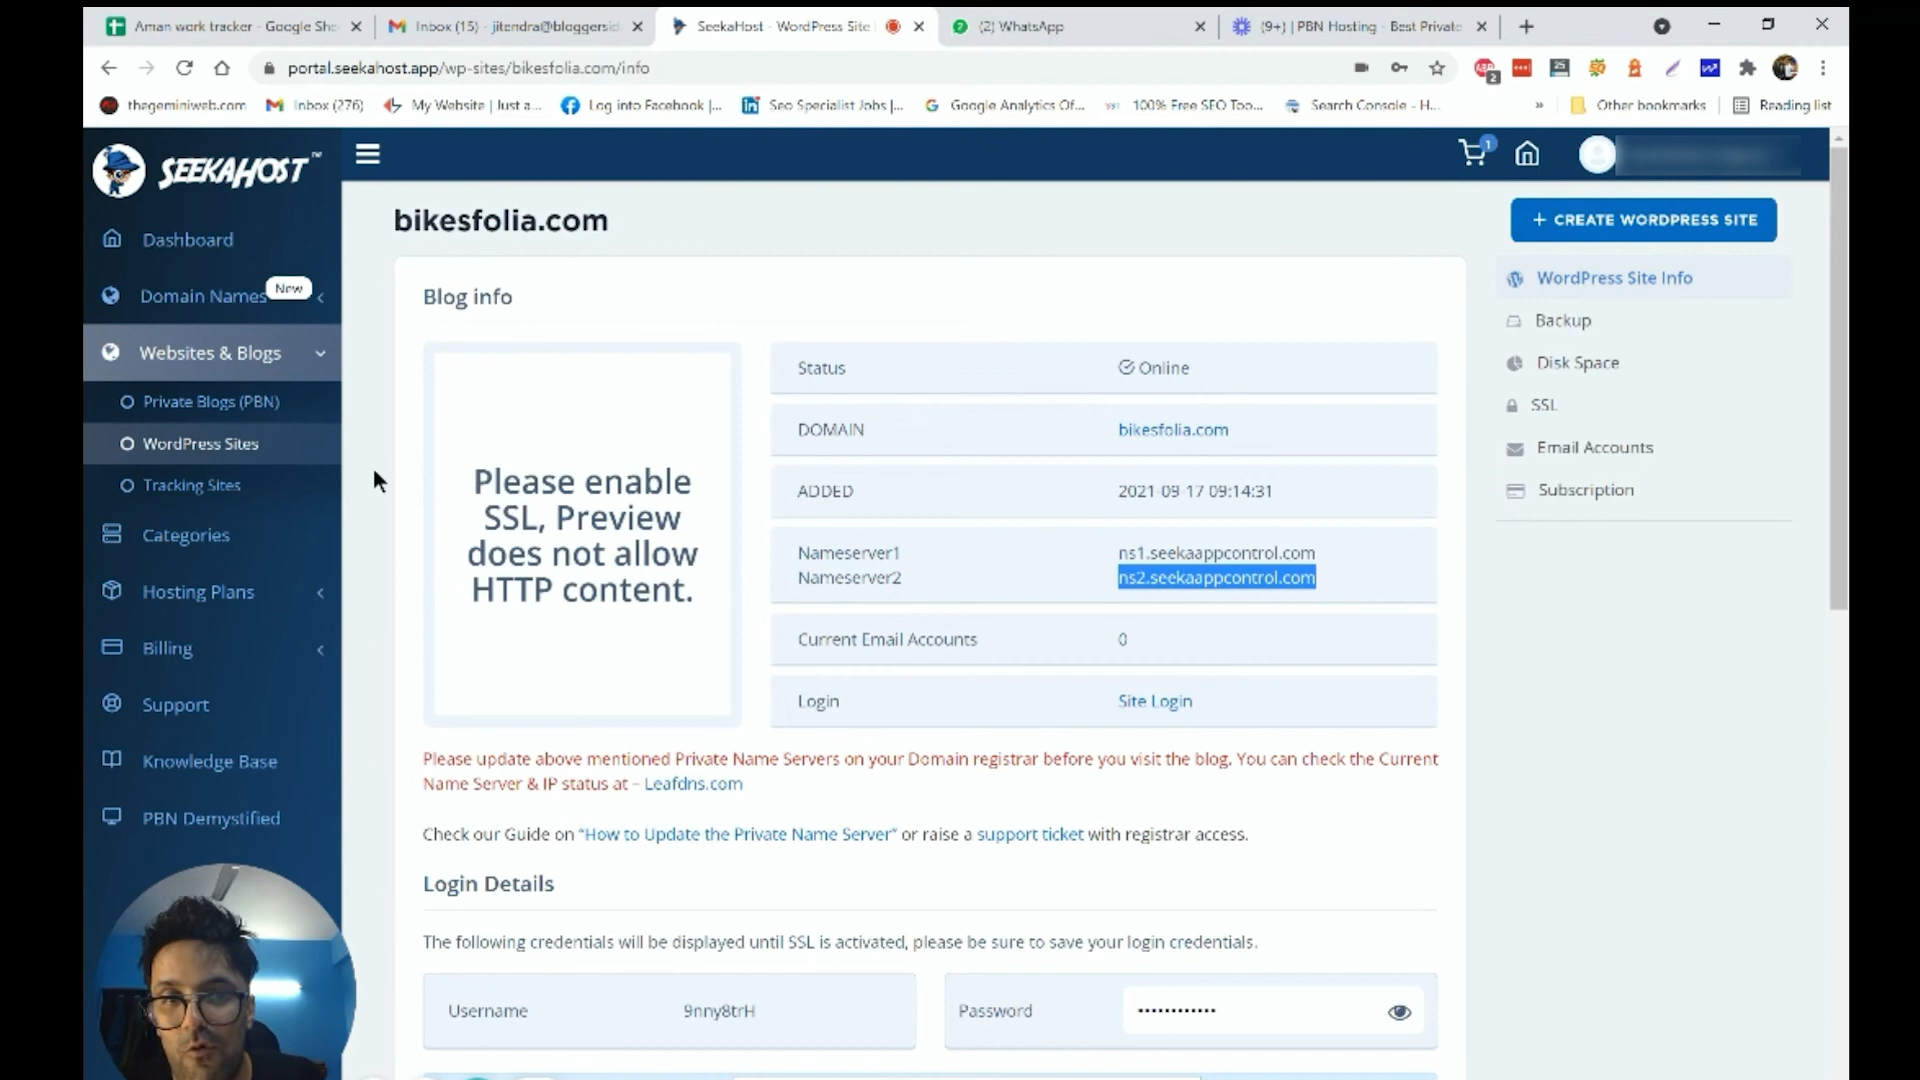 Aman work tracker - Google She
Inbox (15) - jitendra@bloggersid
SeekaHost - WordPress Site
(2) WhatsApp
(9+) | PBN Hosting - Best Private
portal.seekahost.app/wp-sites/bikesfolia.com/info
ABP
2
25
thegeminiweb.com
Inbox (276)
My Website | Just a...
Log into Facebook |...
Seo Specialist Jobs |...
Google Analytics Of...
100% Free SEO Too...
Search Console - H...
»
Other bookmarks
Reading list
SEEKAHOST™
1
Dashboard
Domain Names
New
Websites & Blogs
Private Blogs (PBN)
WordPress Sites
Tracking Sites
Categories
Hosting Plans
Billing
Support
Knowledge Base
PBN Demystified
bikesfolia.com
Blog info
Please enable
SSL, Preview
does not allow
HTTP content.
Status Online
DOMAIN bikesfolia.com
ADDED 2021-09-17 09:14:31
Nameserver1 ns1.seekaappcontrol.com
Nameserver2 ns2.seekaappcontrol.com
Current Email Accounts 0
Login Site Login
Please update above mentioned Private Name Servers on your Domain registrar before you visit the blog. You can check the Current
Name Server & IP status at – Leafdns.com
Check our Guide on “How to Update the Private Name Server” or raise a support ticket with registrar access.
Login Details
The following credentials will be displayed until SSL is activated, please be sure to save your login credentials.
Username 9nny8trH
Password ••••••••••••
+ CREATE WORDPRESS SITE
WordPress Site Info
Backup
Disk Space
SSL
Email Accounts
Subscription